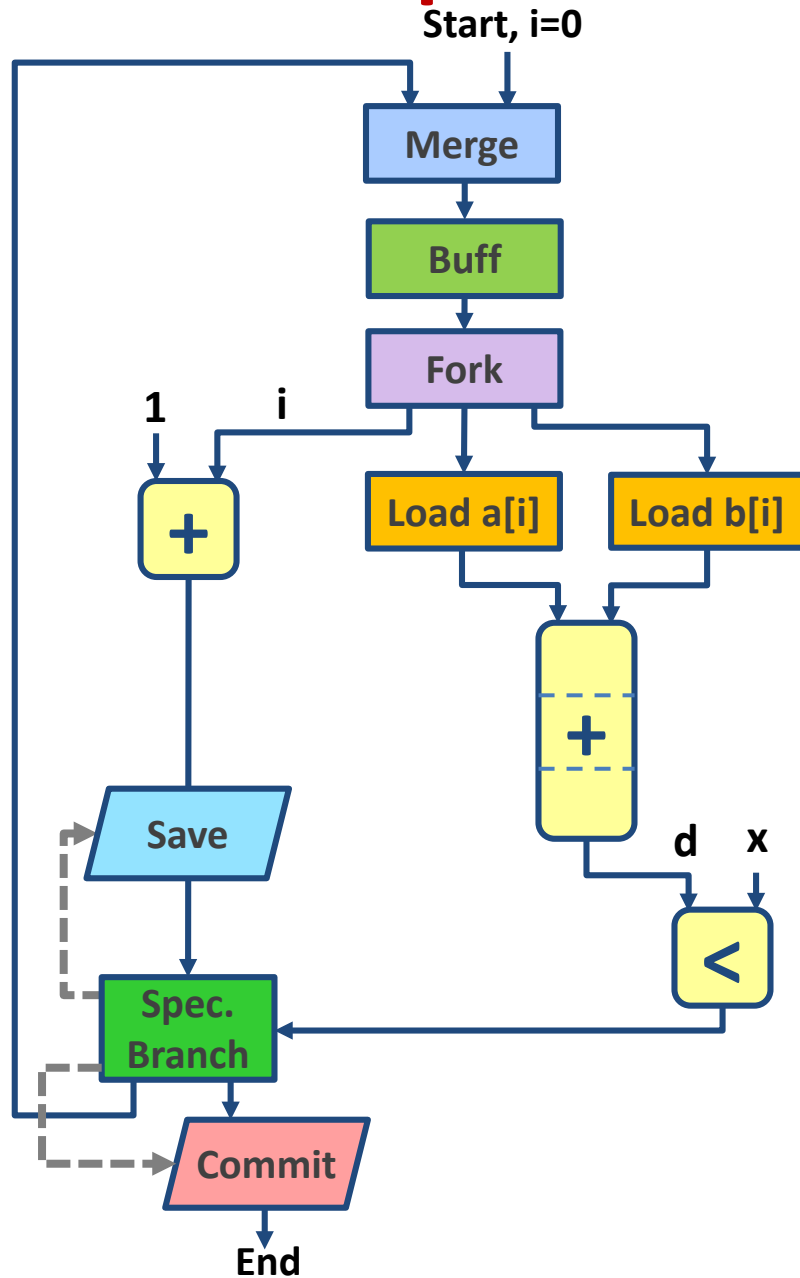 Start, i=0
Merge
Buff
Fork
1
i
+
Load a[i]
Load b[i]
+
Save
d
x
<
Spec.
Branch
Commit
End